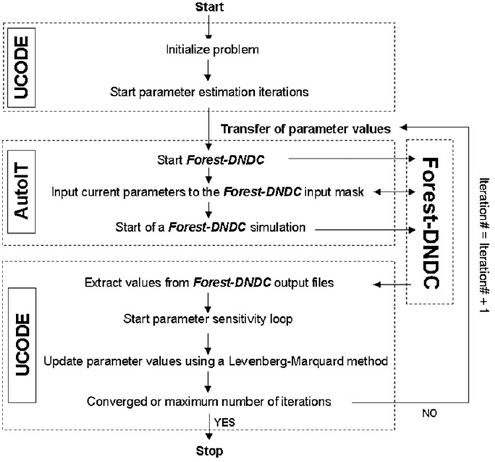 Start
UCODE
Initialize problem
Start parameter estimation iterations
Transfer of parameter values
AutoIT
Start Forest-DNDC
Input current parameters to the Forest-DNDC input mask
Start of a Forest-DNDC simulation
Forest-DNDC
Iteration# = Iteration# + 1
UCODE
Extract values from Forest-DNDC output files
Start parameter sensitivity loop
Update parameter values using a Levenberg-Marquard method
Converged or maximum number of iterations
NO
YES
Stop